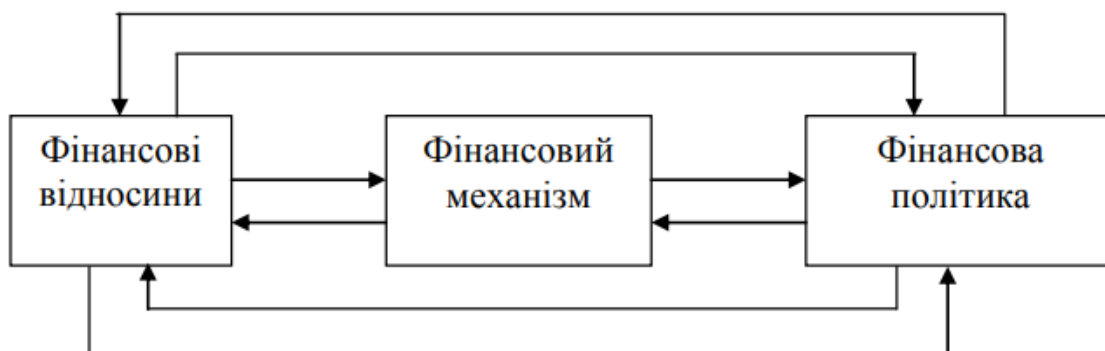 Фінансові
відносини
Фінансовий
механізм
Фінансова
політика